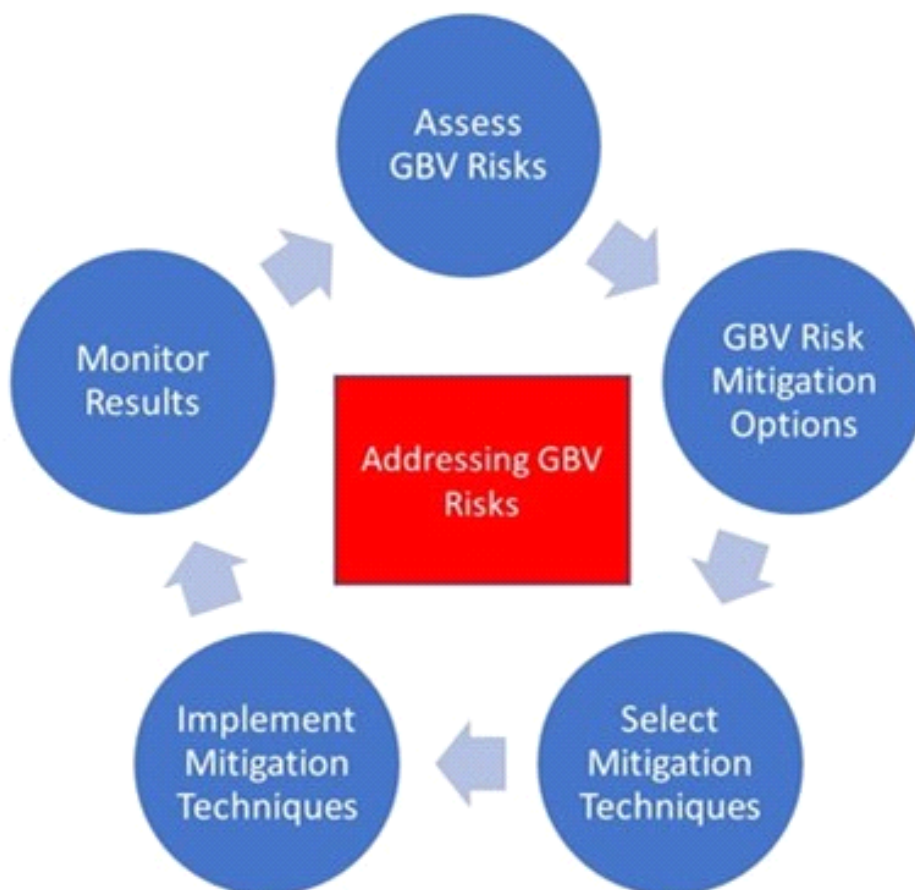 Assess
GBV Risks
GBV Risk
Mitigation
Options
Select
Mitigation
Techniques
Implement
Mitigation
Techniques
Monitor
Results
Addressing GBV
Risks